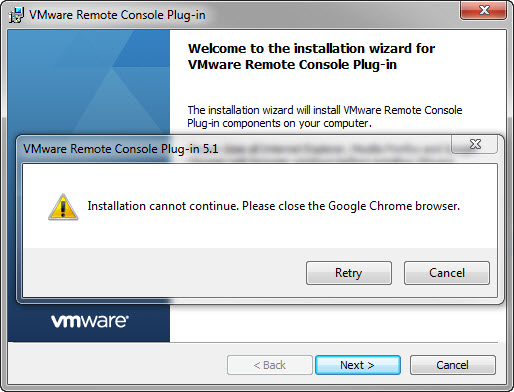 VMware Remote Console Plug-in
Welcome to the installation wizard for
VMware Remote Console Plug-in
The installation wizard will install VMware Remote Console
Plug-in components on your computer.
VMware Remote Console Plug-in 5.1
Installation cannot continue. Please close the Google Chrome browser.
Retry
Cancel
vmware®
< Back
Next >
Cancel